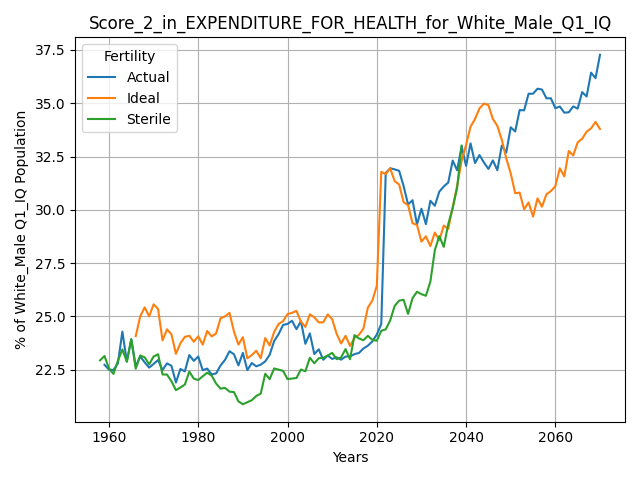 Score_2_in_EXPENDITURE_FOR_HEALTH_for_White_Male_Q1_IQ
Fertility
Actual
Ideal
Sterile
% of White_Male Q1_IQ Population
37.5
35.0
32.5
30.0
27.5
25.0
22.5
1960
1980
2000
2020
2040
2060
Years